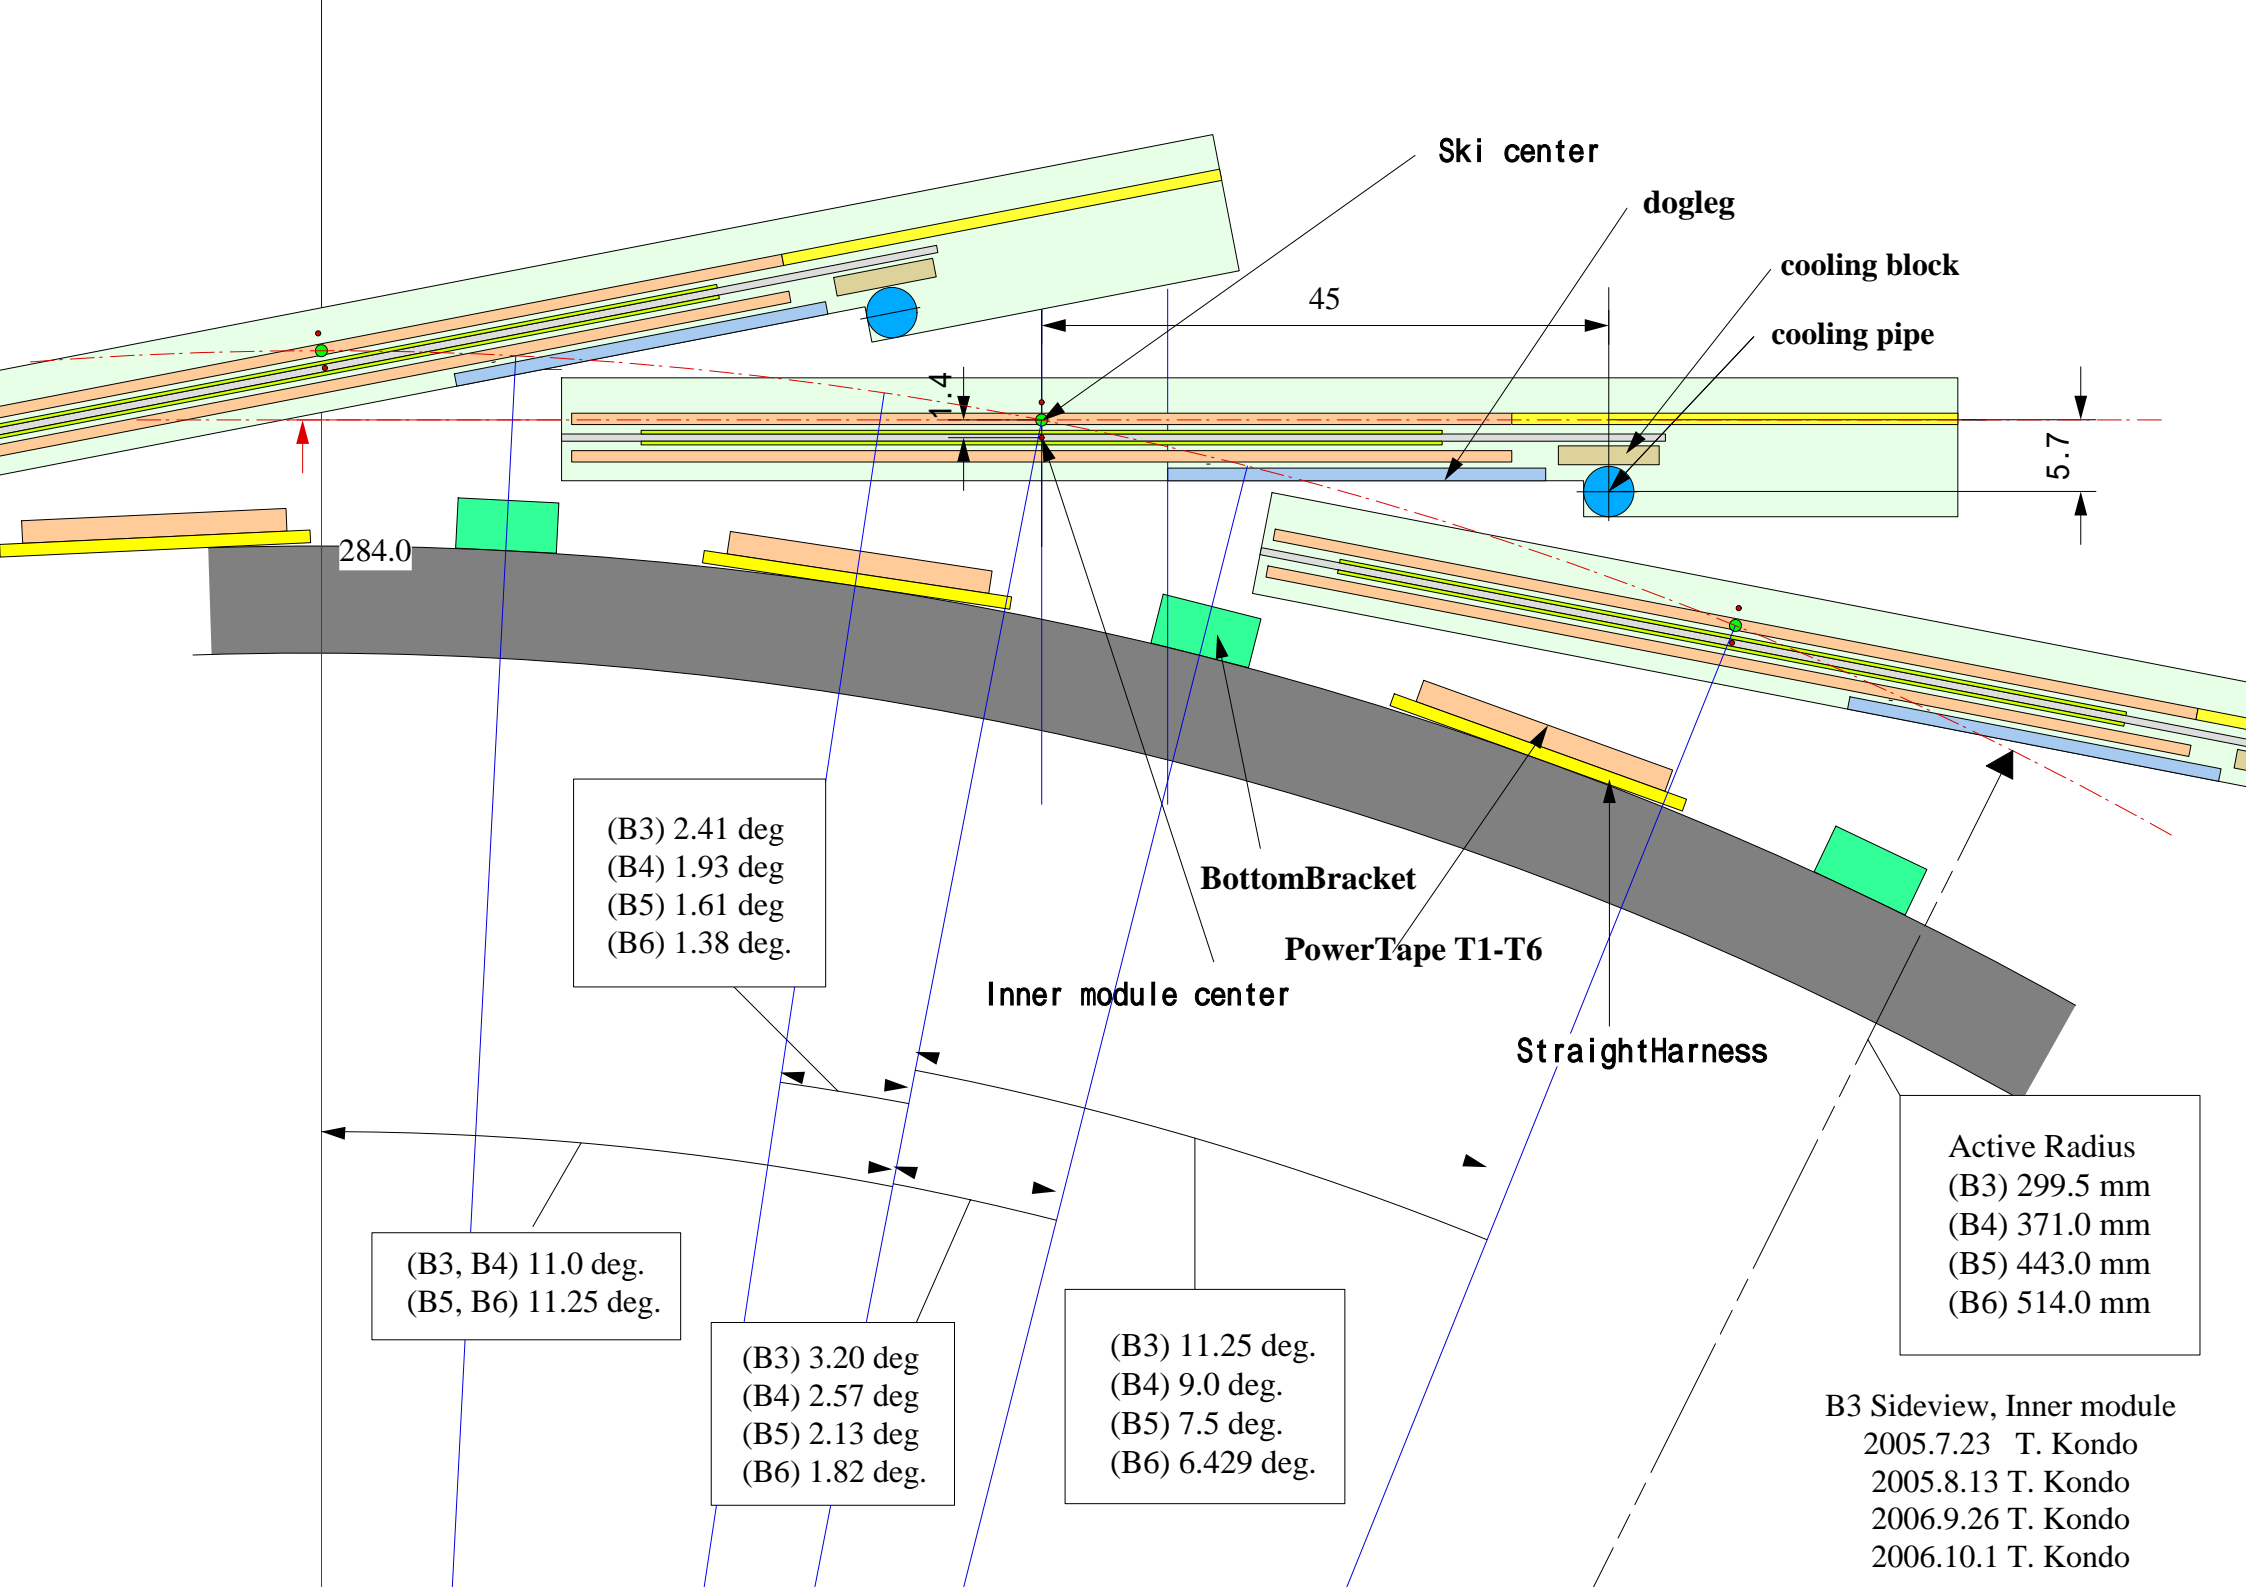 Ski center
dogleg
cooling block
45
cooling pipe
1.4
5.7
284.0
(B3) 2.41 deg
(B4) 1.93 deg
(B5) 1.61 deg
(B6) 1.38 deg.
BottomBracket
PowerTape T1-T6
Inner module center
StraightHarness
Active Radius
(B3) 299.5 mm
(B4) 371.0 mm
(B5) 443.0 mm
(B6) 514.0 mm
(B3, B4) 11.0 deg.
(B5, B6) 11.25 deg.
(B3) 3.20 deg
(B4) 2.57 deg
(B5) 2.13 deg
(B6) 1.82 deg.
(B3) 11.25 deg.
(B4) 9.0 deg.
(B5) 7.5 deg.
(B6) 6.429 deg.
B3 Sideview, Inner module
2005.7.23 T. Kondo
2005.8.13 T. Kondo
2006.9.26 T. Kondo
2006.10.1 T. Kondo